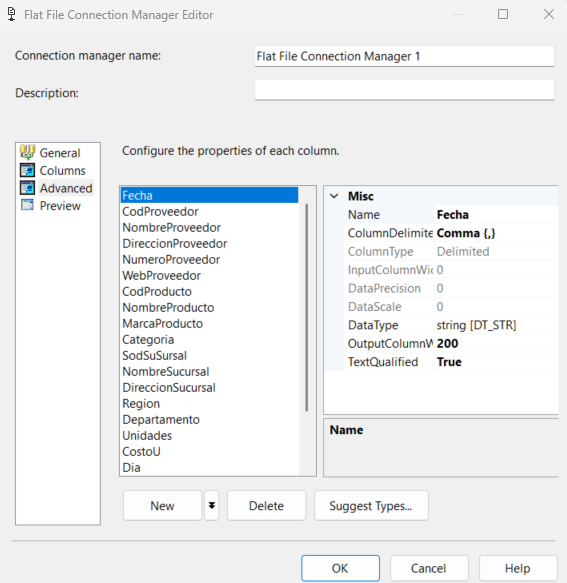 Flat File Connection Manager Editor
Connection manager name: Flat File Connection Manager 1
Description:
General
Columns
Advanced
Preview
Configure the properties of each column.
Fecha
CodProveedor
NombreProveedor
DireccionProveedor
NumeroProveedor
WebProveedor
CodProducto
NombreProducto
MarcaProducto
Categoria
SodSuSursal
NombreSucursal
DireccionSucursal
Region
Departamento
Unidades
CostoU
Dia
Misc
Name Fecha
ColumnDelimite Comma {,}
ColumnType Delimited
InputColumnWic 0
DataPrecision 0
DataScale 0
DataType string [DT_STR]
OutputColumnW 200
TextQualified True
Name
New
Delete
Suggest Types...
OK
Cancel
Help